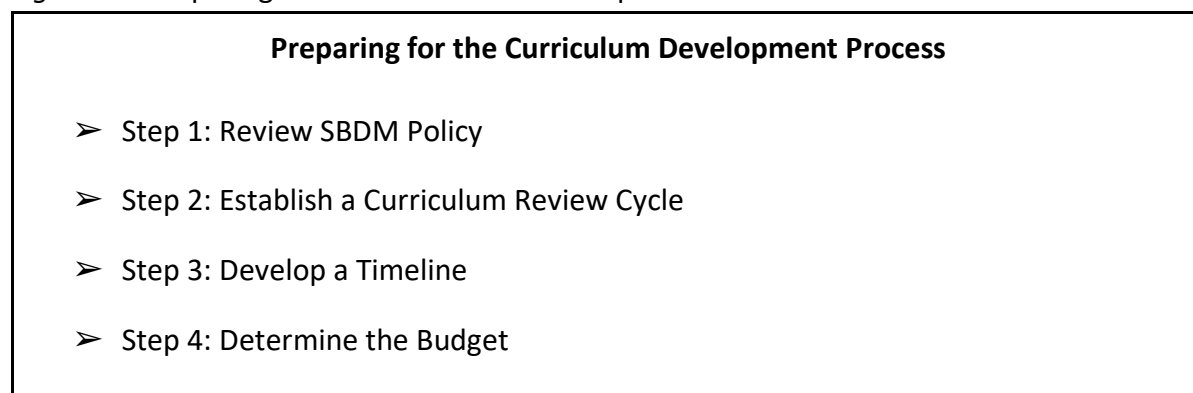 Preparing for the Curriculum Development Process
➢ Step 1: Review SBDM Policy
➢ Step 2: Establish a Curriculum Review Cycle
➢ Step 3: Develop a Timeline
➢ Step 4: Determine the Budget